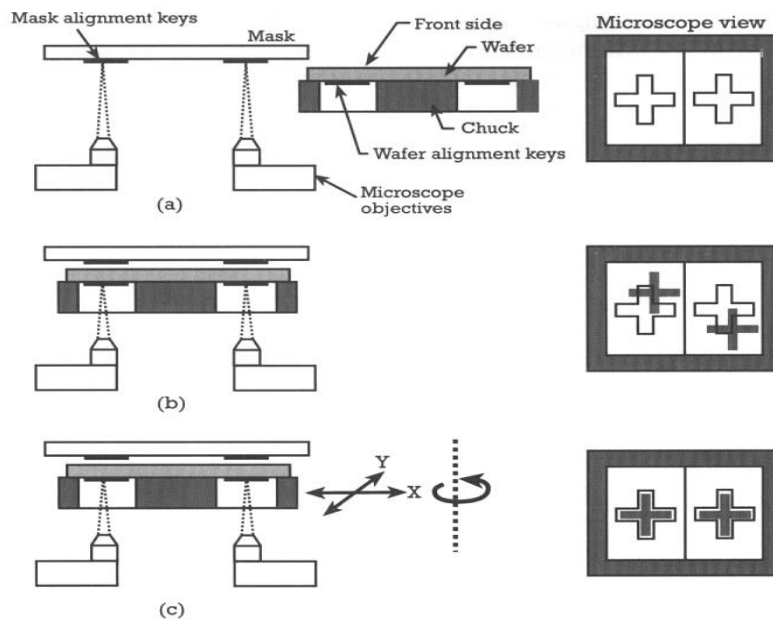 Mask alignment keys
Mask
Front side
Wafer
Microscope view
Chuck
Wafer alignment keys
Microscope
objectives
(a)
(b)
Y
X
(c)